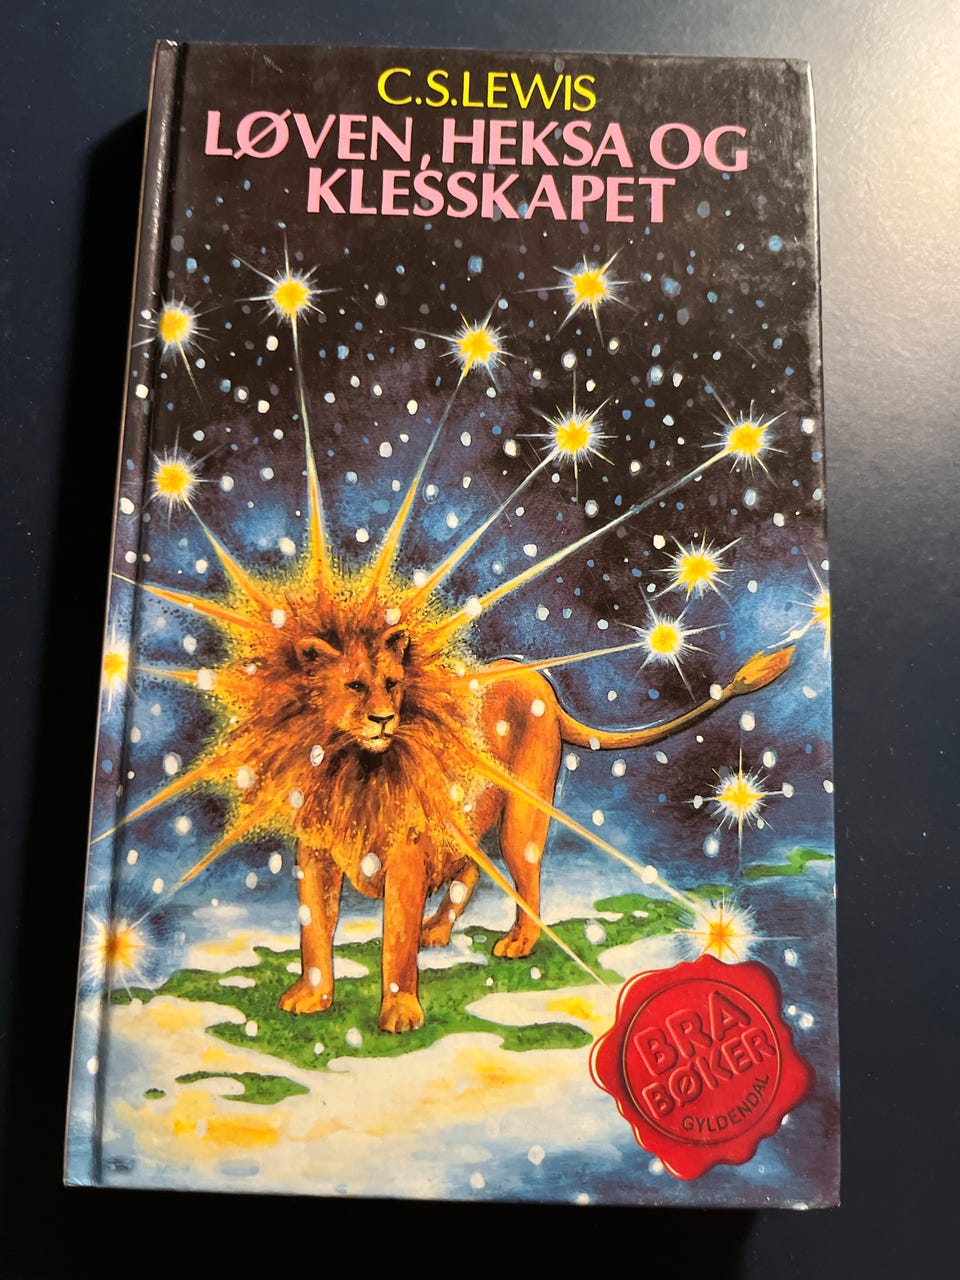 C.S.LEWIS
LØVEN, HEKSA OG
KLESSKAPET
BRA
BØKER
GYLDENDAL